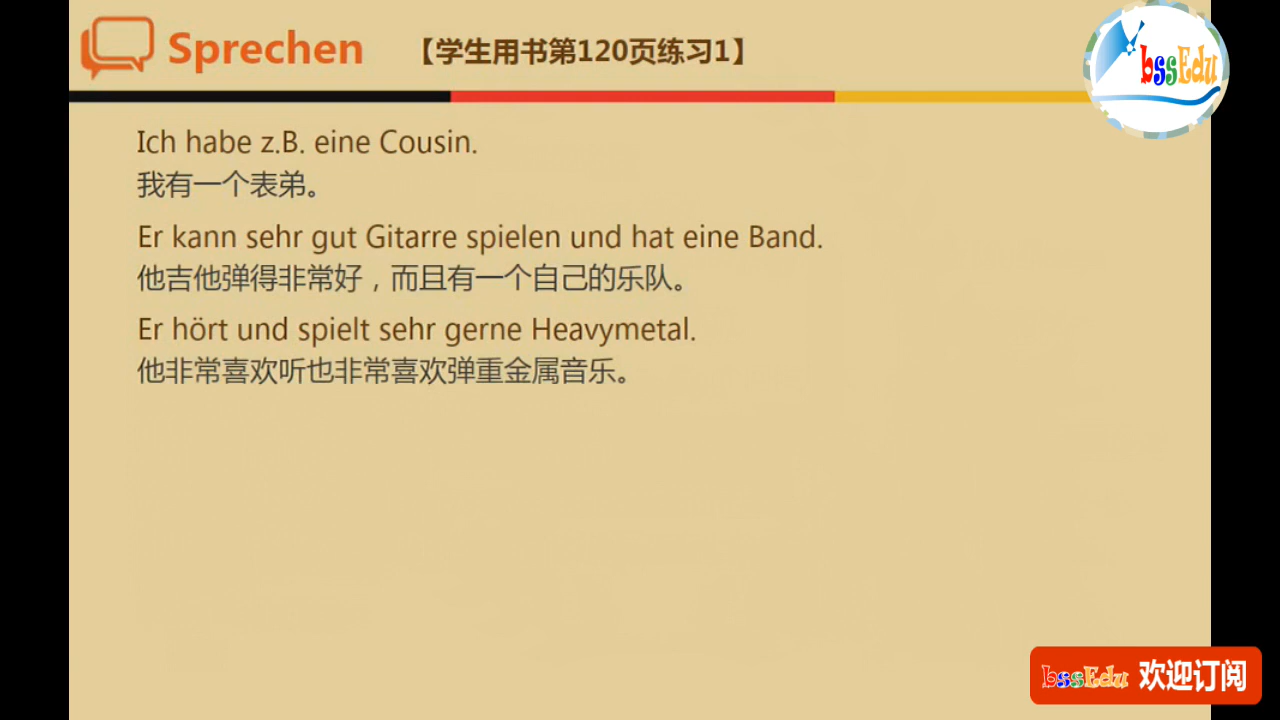 Sprechen 【学生用书第120页练习1】
bssEdu
Ich habe z.B. eine Cousin.
我有一个表弟。
Er kann sehr gut Gitarre spielen und hat eine Band.
他吉他弹得非常好，而且有一个自己的乐队。
Er hört und spielt sehr gerne Heavymetal.
他非常喜欢听也非常喜欢弹重金属音乐。
bssEdu 欢迎订阅